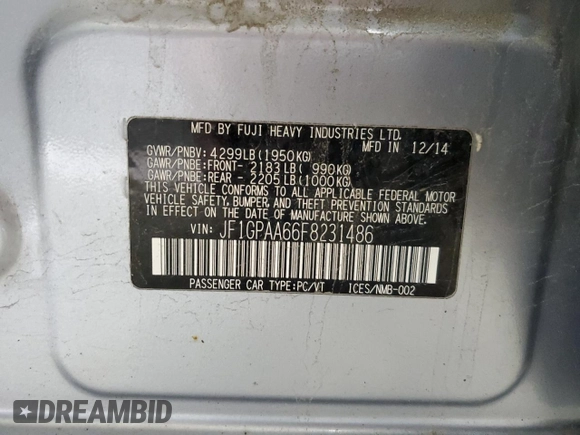 MFD BY FUJI HEAVY INDUSTRIES LTD.
GVWR/PNBV: 4299LB(1950KG) MFD IN 12/14
GAWR/PNBE:FRONT- 2183LB( 990KG)
GAWR/PNBE:REAR - 2205LB(1000KG)
THIS VEHICLE CONFORMS TO ALL APPLICABLE FEDERAL MOTOR
VEHICLE SAFETY, BUMPER, AND THEFT PREVENTION STANDARDS
IN EFFECT ON THE DATE OF MANUFACTURE SHOWN ABOVE.
VIN: JF1GPAA66F8231486
PASSENGER CAR TYPE:PC/VT ICES/NMB-002
DREAMBID